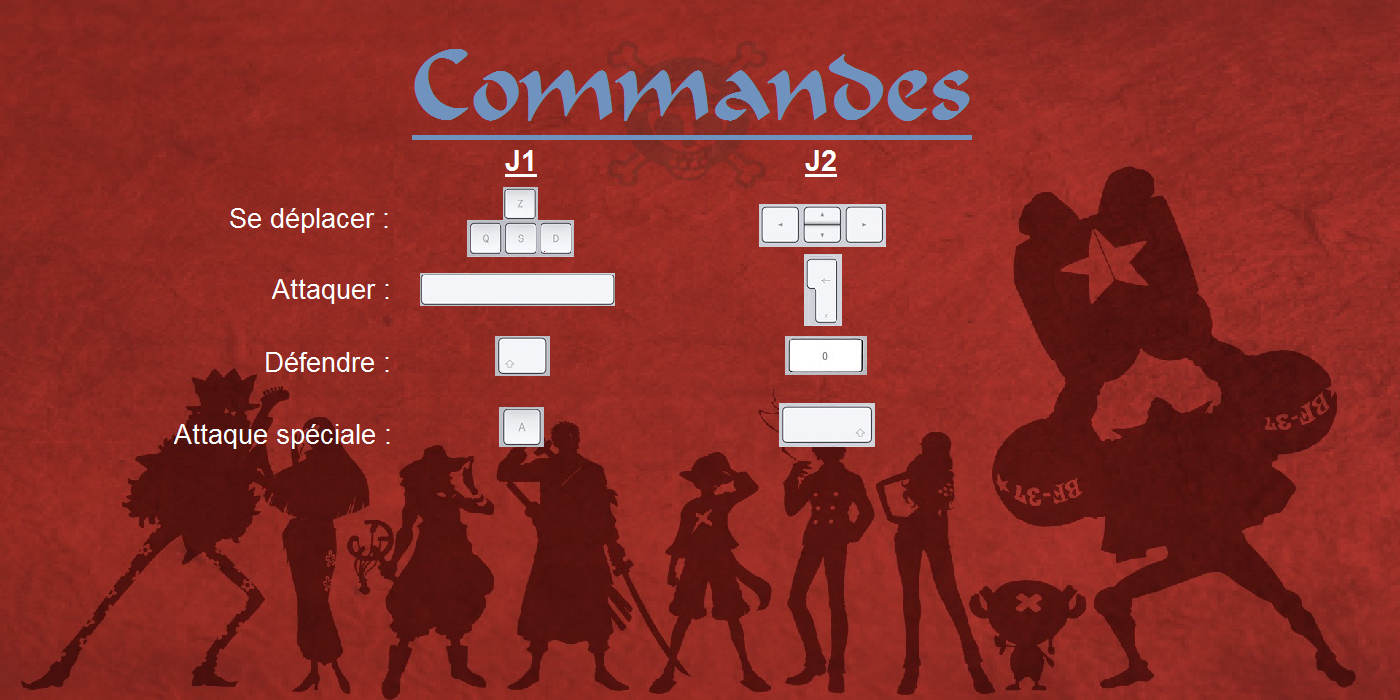 Commandes
J1 J2
Se déplacer :
Z
Q S D
Attaquer :
Défendre :
0
Attaque spéciale :
A
BF-37
BF-37